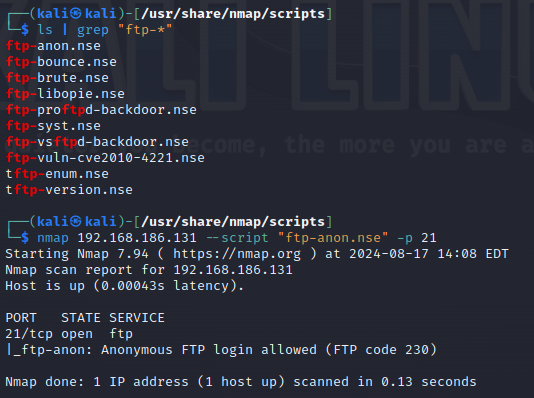 ┌──(kali㉿kali)-[/usr/share/nmap/scripts]
└─$ ls | grep "ftp-*"
ftp-anon.nse
ftp-bounce.nse
ftp-brute.nse
ftp-libopie.nse
ftp-proftpd-backdoor.nse
ftp-syst.nse
ftp-vsftpd-backdoor.nse
ftp-vuln-cve2010-4221.nse
tftp-enum.nse
tftp-version.nse
┌──(kali㉿kali)-[/usr/share/nmap/scripts]
└─$ nmap 192.168.186.131 --script "ftp-anon.nse" -p 21
Starting Nmap 7.94 ( https://nmap.org ) at 2024-08-17 14:08 EDT
Nmap scan report for 192.168.186.131
Host is up (0.00043s latency).
PORT   STATE SERVICE
21/tcp open  ftp
|_ftp-anon: Anonymous FTP login allowed (FTP code 230)
Nmap done: 1 IP address (1 host up) scanned in 0.13 seconds